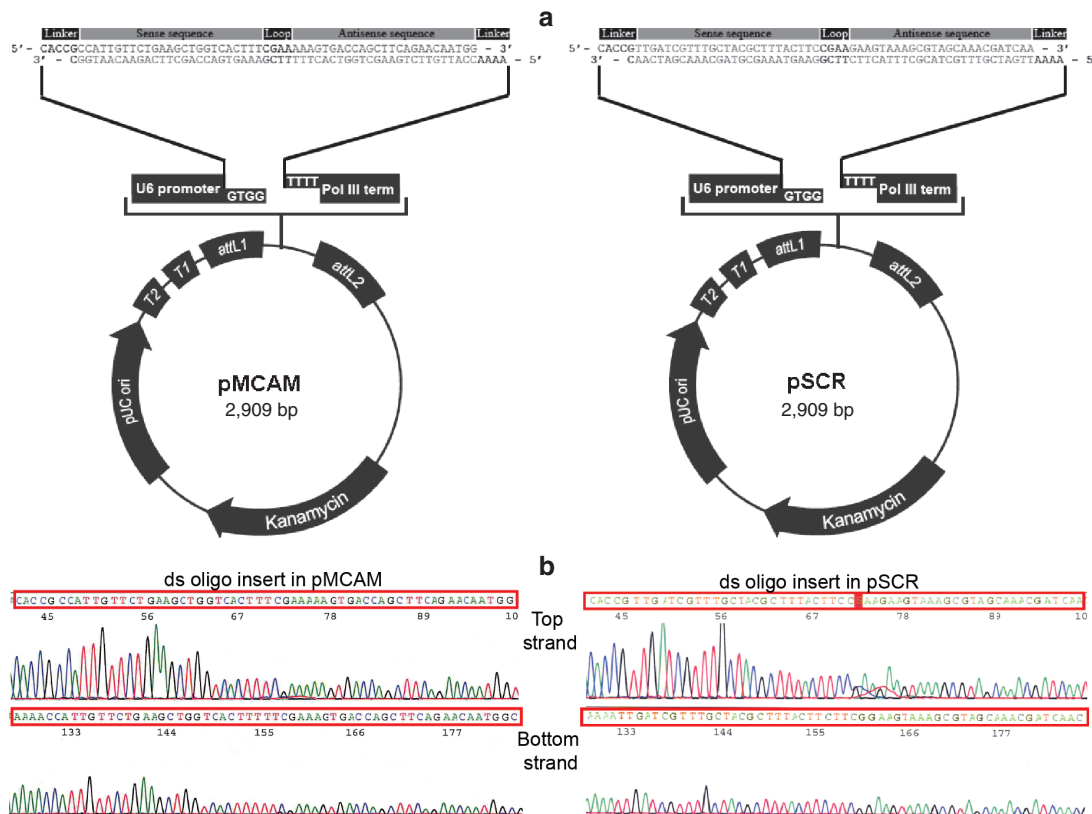 a
Linker Sense sequence Loop Antisense sequence Linker
5′- CACCGCCATTGTTCTGAAGCTGGTCACTTTCGAAAAAGTGACCAGCTTCAGAACAATGG - 3′
3′ - CGGTAACAAGACTTCGACCAGTGAAAGCTTTTTCACTGGTCGAAGTCTTGTTACCAAAA - 5′
U6 promoter
GTGG
TTTT
Pol III term
attL1
attL2
T1
T2
pUC ori
Kanamycin
pMCAM
2,909 bp
Linker Sense sequence Loop Antisense sequence Linker
5′ - CACCGTTGATCGTTTGCTACGCTTTACTTCCGAAGAAGTAAAGCGTAGCAAACGATCAA - 3′
3′ - CAACTAGCAAACGATGCGAAATGAAGGCTTCTTCATTTCGCATCGTTTGCTAGTTAAAA - 5
U6 promoter
GTGG
TTTT
Pol III term
attL1
attL2
T1
T2
pUC ori
Kanamycin
pSCR
2,909 bp
b
ds oligo insert in pMCAM
CACCGCCATTGTTCTGAAGCTGGTCACTTTCGAAAAAGTGACCAGCTTCAGAACAATGG
45 56 67 78 89 10
Top strand
AAAACCATTGTTCTGAAGCTGGTCACTTTTTCGAAAGTGACCAGCTTCAGAACAATGGC
133 144 155 166 177
Bottom strand
ds oligo insert in pSCR
CACCGTTGATCGTTTGCTACGCTTTACTTCCSAAGAAGTAAAGCGTAGCAAACGATCAA
45 56 67 78 89 10
AAAATTGATCGTTTGCTACGCTTTACTTCTTCGGAAGTAAAGCGTAGCAAACGATCAAC
133 144 155 166 177